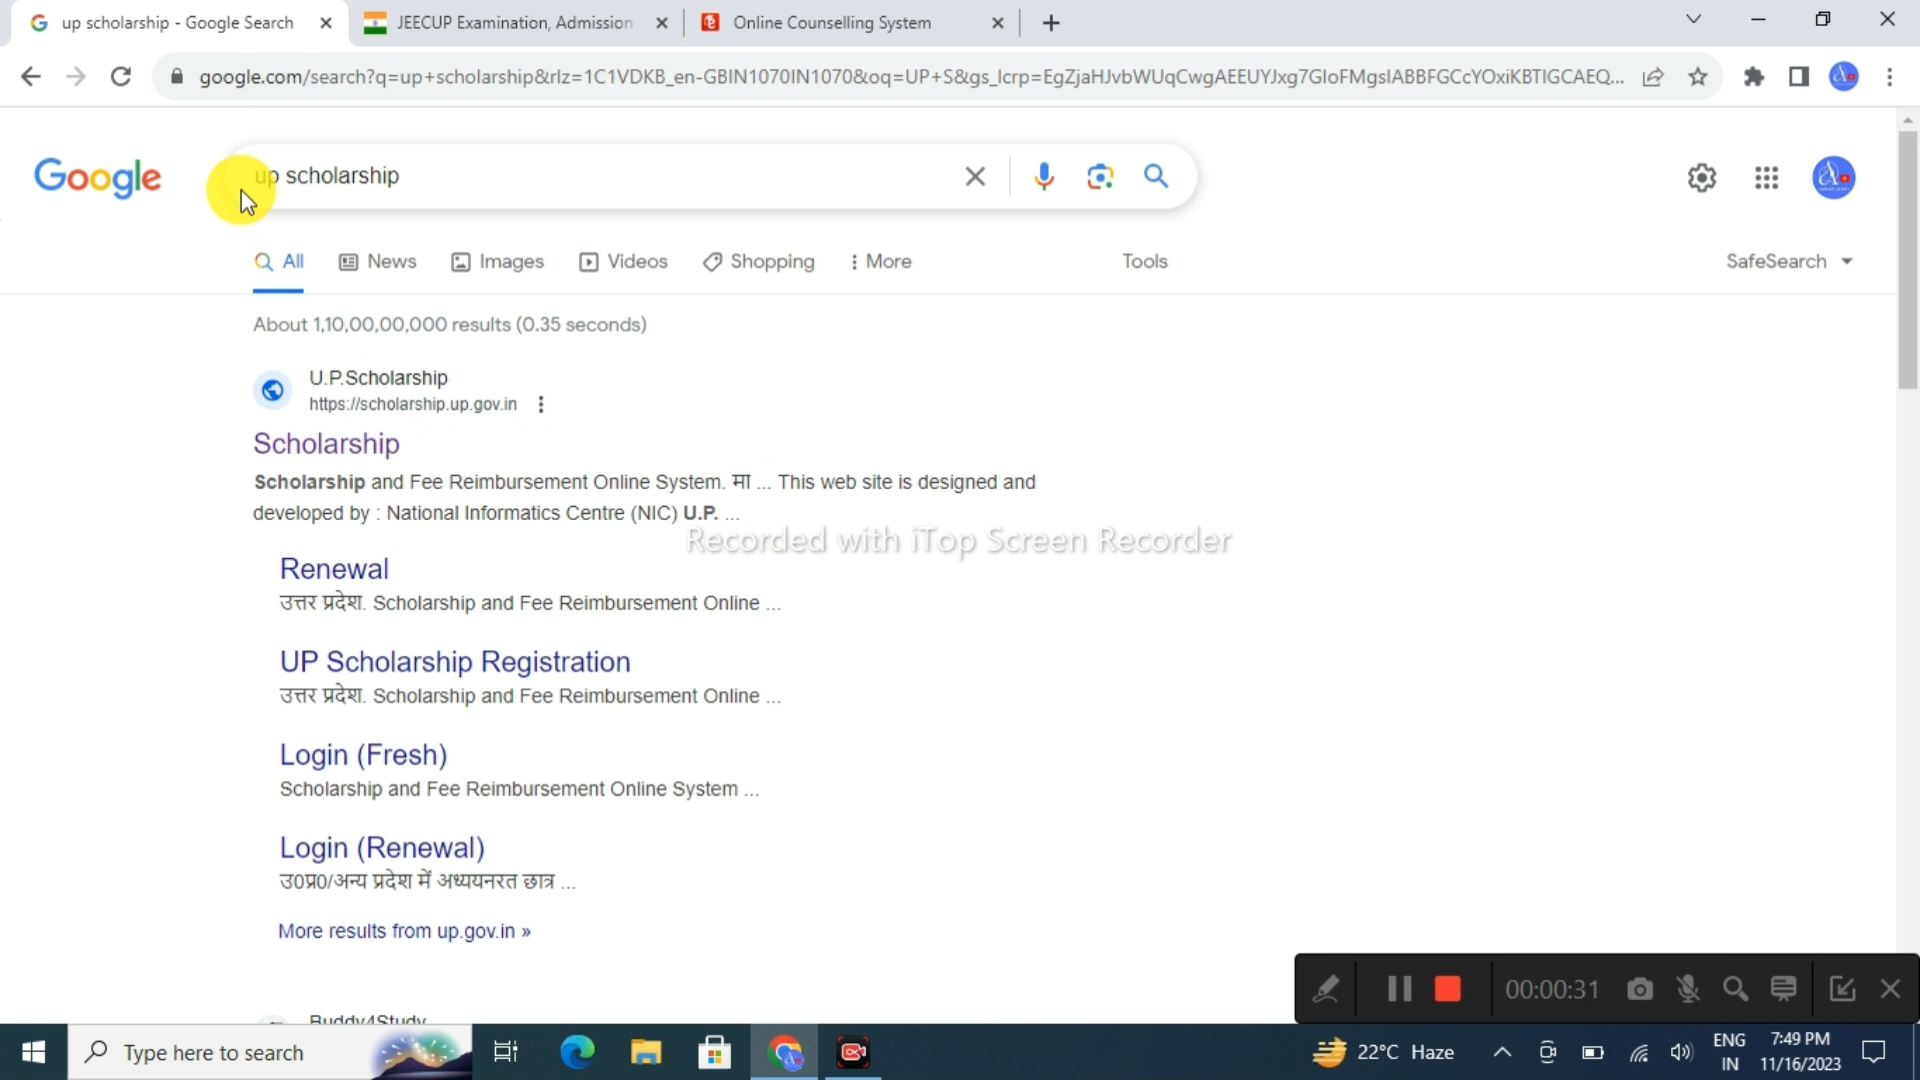 up scholarship - Google Search
JEECUP Examination, Admission
Online Counselling System
google.com/search?q=up+scholarship&rlz=1C1VDKB_en-GBIN1070IN1070&oq=UP+S&gs_lcrp=EgZjaHJvbWUqCwgAEEUYJxg7GIoFMgsIABBFGCcYOxiKBTIGCAEQ...
Google
up scholarship
All
News
Images
Videos
Shopping
More
Tools
SafeSearch
About 1,10,00,00,000 results (0.35 seconds)
U.P.Scholarship
https://scholarship.up.gov.in
Scholarship
Scholarship and Fee Reimbursement Online System. मा ... This web site is designed and
developed by : National Informatics Centre (NIC) U.P. ...
Recorded with iTop Screen Recorder
Renewal
उत्तर प्रदेश. Scholarship and Fee Reimbursement Online ...
UP Scholarship Registration
उत्तर प्रदेश. Scholarship and Fee Reimbursement Online ...
Login (Fresh)
Scholarship and Fee Reimbursement Online System ...
Login (Renewal)
उ0प्र0/अन्य प्रदेश में अध्ययनरत छात्र ...
More results from up.gov.in »
Buddy4Study
00:00:31
Type here to search
22°C Haze
ENG
IN
7:49 PM
11/16/2023